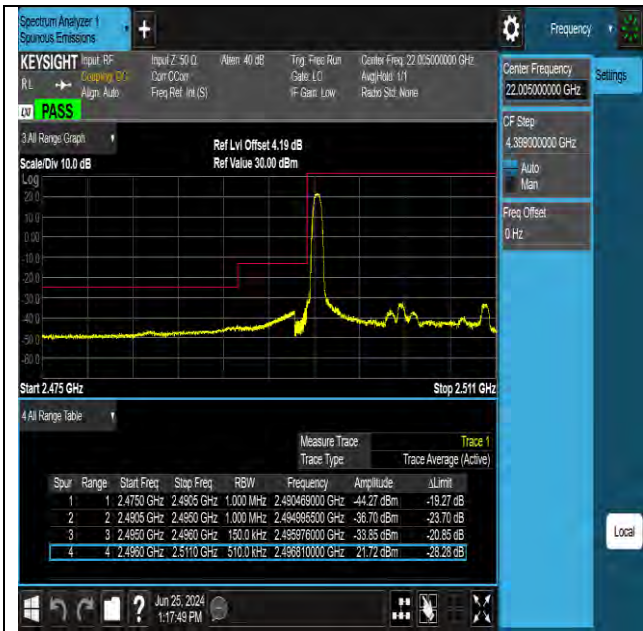 Spectrum Analyzer 1
Spurious Emissions
+
Frequency
KEYSIGHT Input: RF Input Z: 50 Ω Atten: 40 dB Trig: Free Run Center Freq: 22.005000000 GHz
RL Coupling: DC Corr CCorr Gate: LO Avg|Hold: 1/1
Align: Auto Freq Ref: Int (S) IF Gain: Low Radio Std: None
LXI PASS
Center Frequency
22.005000000 GHz
Settings
CF Step
4.399000000 GHz
Auto
Man
Freq Offset
0 Hz
3 All Range Graph
Ref Lvl Offset 4.19 dB
Scale/Div 10.0 dB Ref Value 30.00 dBm
Log
20.0
10.0
0.00
-10.0
-20.0
-30.0
-40.0
-50.0
-60.0
Start 2.475 GHz Stop 2.511 GHz
4 All Range Table
Measure Trace Trace 1
Trace Type Trace Average (Active)
Spur Range Start Freq Stop Freq RBW Frequency Amplitude ΔLimit
1 1 2.4750 GHz 2.4905 GHz 1.000 MHz 2.490469000 GHz -44.27 dBm -19.27 dB
2 2 2.4905 GHz 2.4950 GHz 1.000 MHz 2.494995500 GHz -36.70 dBm -23.70 dB
3 3 2.4950 GHz 2.4960 GHz 150.0 kHz 2.495976000 GHz -33.85 dBm -20.85 dB
4 4 2.4960 GHz 2.5110 GHz 510.0 kHz 2.496810000 GHz 21.72 dBm -28.28 dB
Local
?
Jun 25, 2024
1:17:49 PM